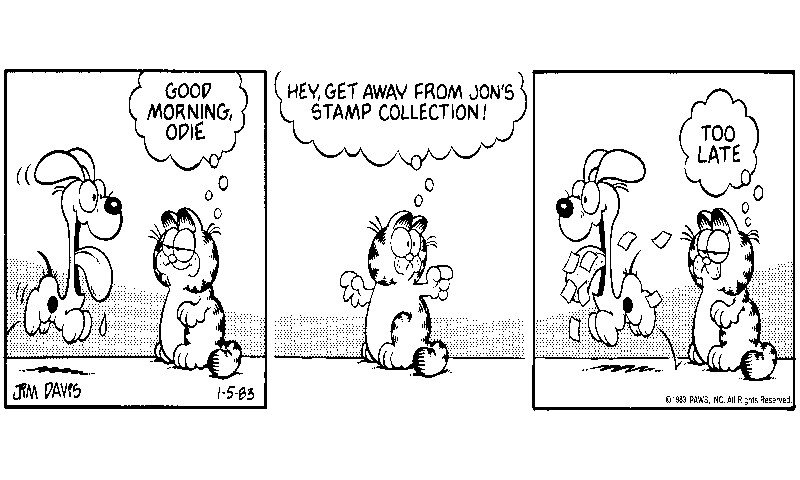 GOOD
MORNING,
ODIE
JIM DAVIS
1-5-83
HEY, GET AWAY FROM JON'S
STAMP COLLECTION!
TOO
LATE
© 1983 PAWS, INC. All Rights Reserved.